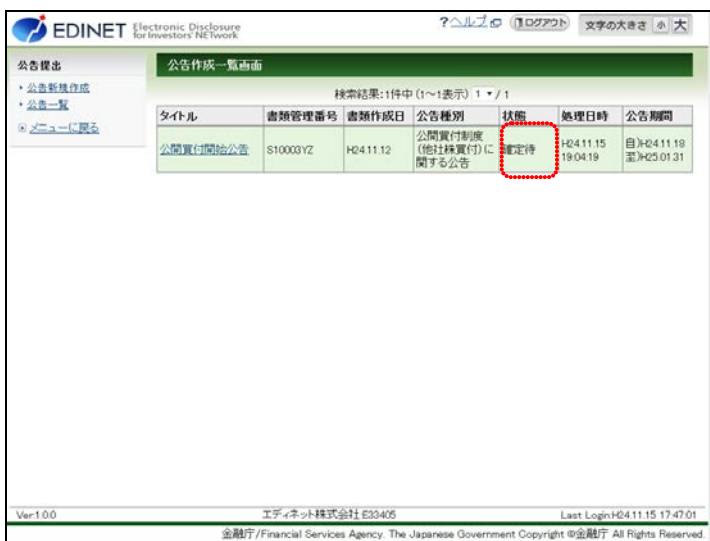 EDINET Electronic Disclosure for Investors' NETwork
?ヘルプ ログアウト 文字の大きさ 小 大
公告提出
公告新規作成
公告一覧
メニューに戻る
公告作成一覧画面
検索結果:1件中(1～1表示) 1 / 1
タイトル 書類管理番号 書類作成日 公告種別 状態 処理日時 公告期間
公開買付開始公告 S10003YZ H24.11.12 公開買付制度(他社株買付)に関する公告 確定待 H24.11.15 19:04:19 自)H24.11.18 至)H25.01.31
Ver.1.0.0 エディネット株式会社 E33405 Last Login:H24.11.15 17:47:01
金融庁/Financial Services Agency. The Japanese Government Copyright ©金融庁 All Rights Reserved.